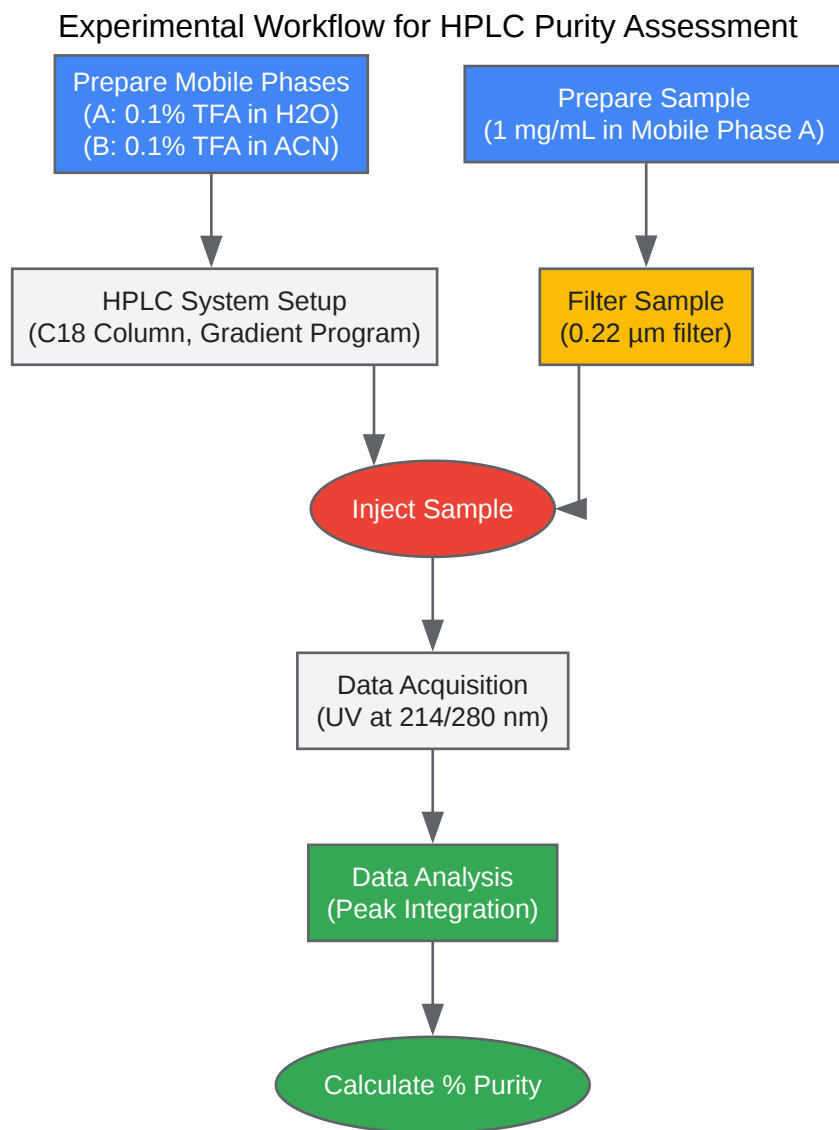 Experimental Workflow for HPLC Purity Assessment
Prepare Mobile Phases
(A: 0.1% TFA in H2O)
(B: 0.1% TFA in ACN)
Prepare Sample
(1 mg/mL in Mobile Phase A)
HPLC System Setup
(C18 Column, Gradient Program)
Filter Sample
(0.22 µm filter)
Inject Sample
Data Acquisition
(UV at 214/280 nm)
Data Analysis
(Peak Integration)
Calculate % Purity